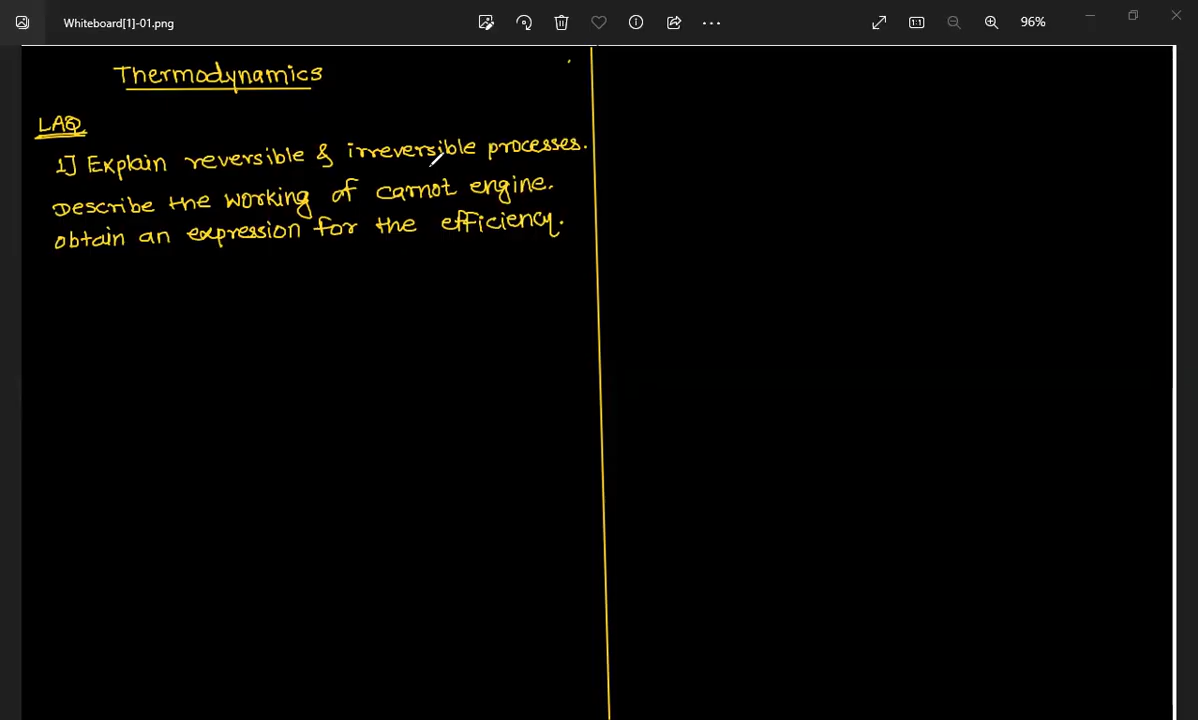 Whiteboard[1]-01.png
96%
Thermodynamics
LAQ
1] Explain reversible & irreversible processes.
Describe the working of carnot engine.
obtain an expression for the efficiency.